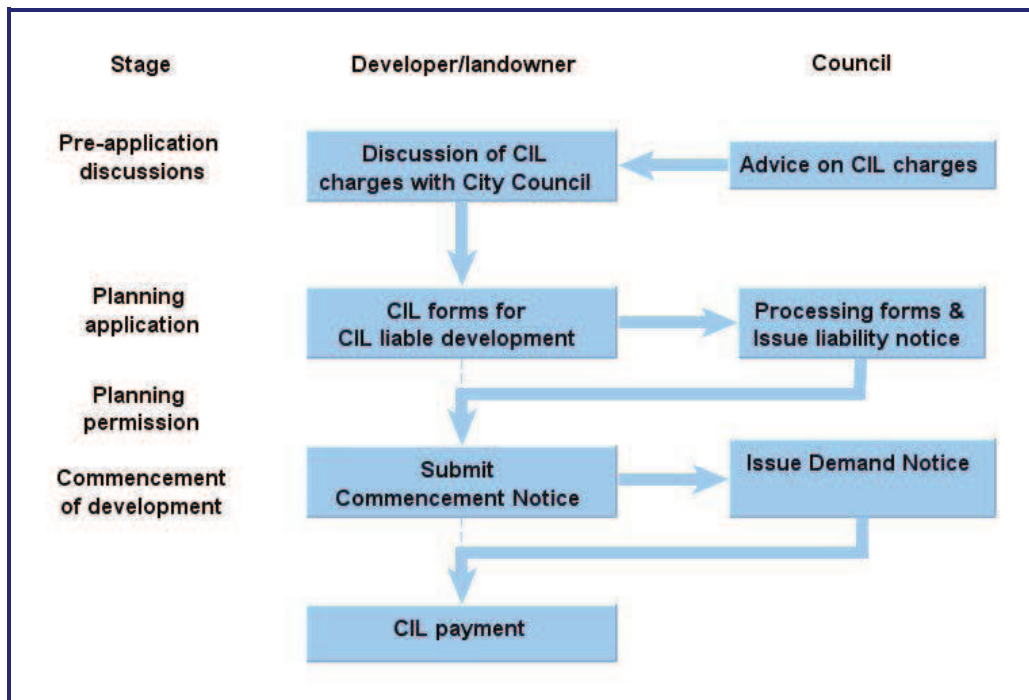 Stage
Developer/landowner
Council
Pre-application
discussions
Discussion of CIL
charges with City Council
Advice on CIL charges
Planning
application
CIL forms for
CIL liable development
Processing forms &
Issue liability notice
Planning
permission
Commencement
of development
Submit
Commencement Notice
Issue Demand Notice
CIL payment